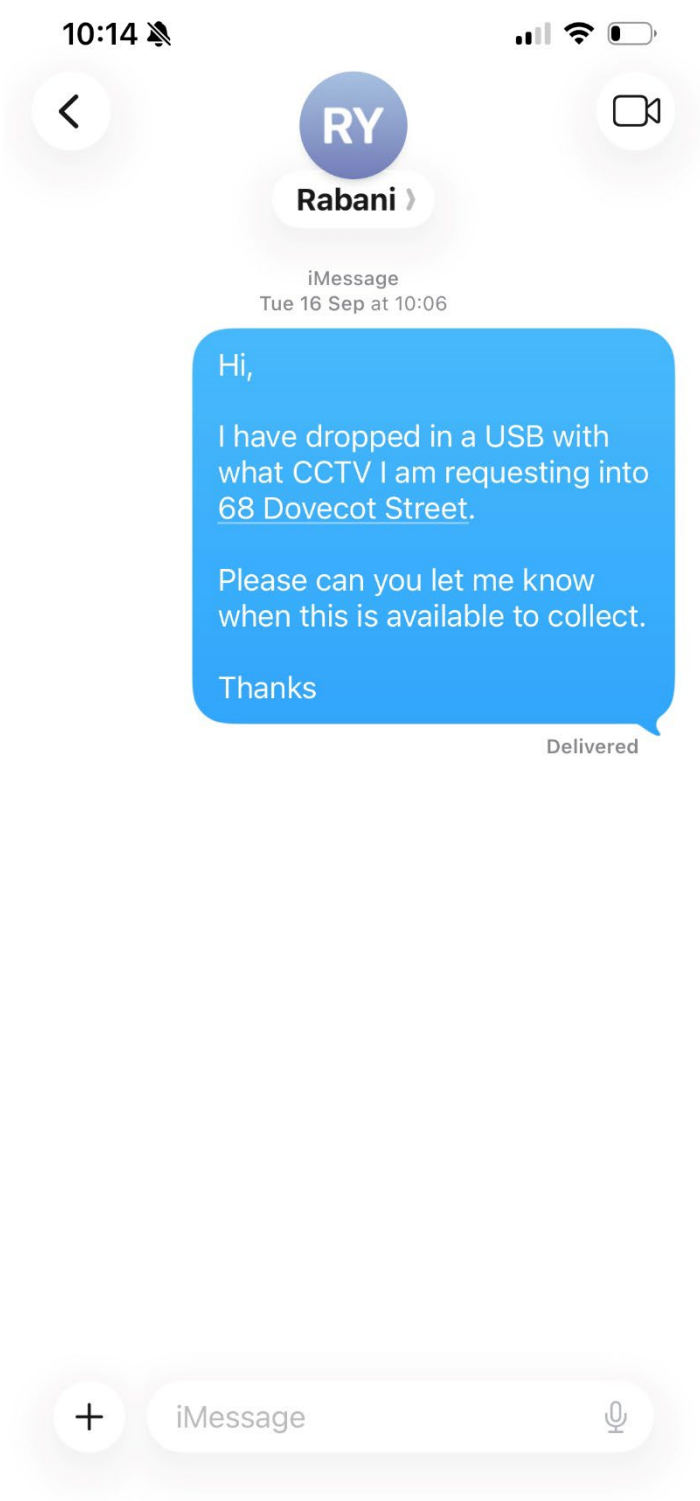 10:14
RY
Rabani
iMessage
Tue 16 Sep at 10:06
Hi,
I have dropped in a USB with
what CCTV I am requesting into
68 Dovecot Street.
Please can you let me know
when this is available to collect.
Thanks
Delivered
iMessage